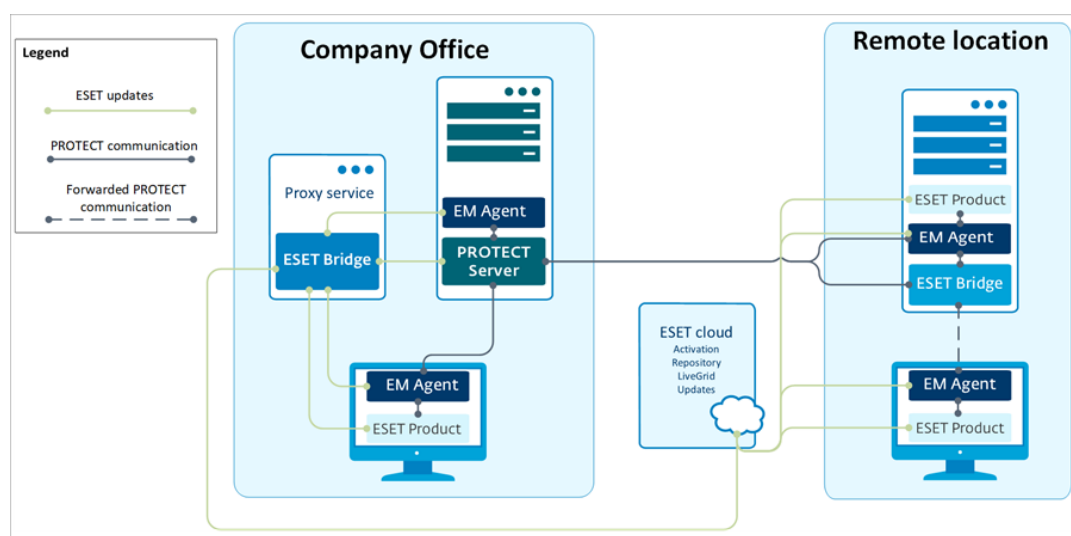 Legend
ESET updates
PROTECT communication
Forwarded PROTECT
communication
Company Office
Proxy service
ESET Bridge
EM Agent
PROTECT
Server
EM Agent
ESET Product
ESET cloud
Activation
Repository
LiveGrid
Updates
Remote location
ESET Product
EM Agent
ESET Bridge
EM Agent
ESET Product